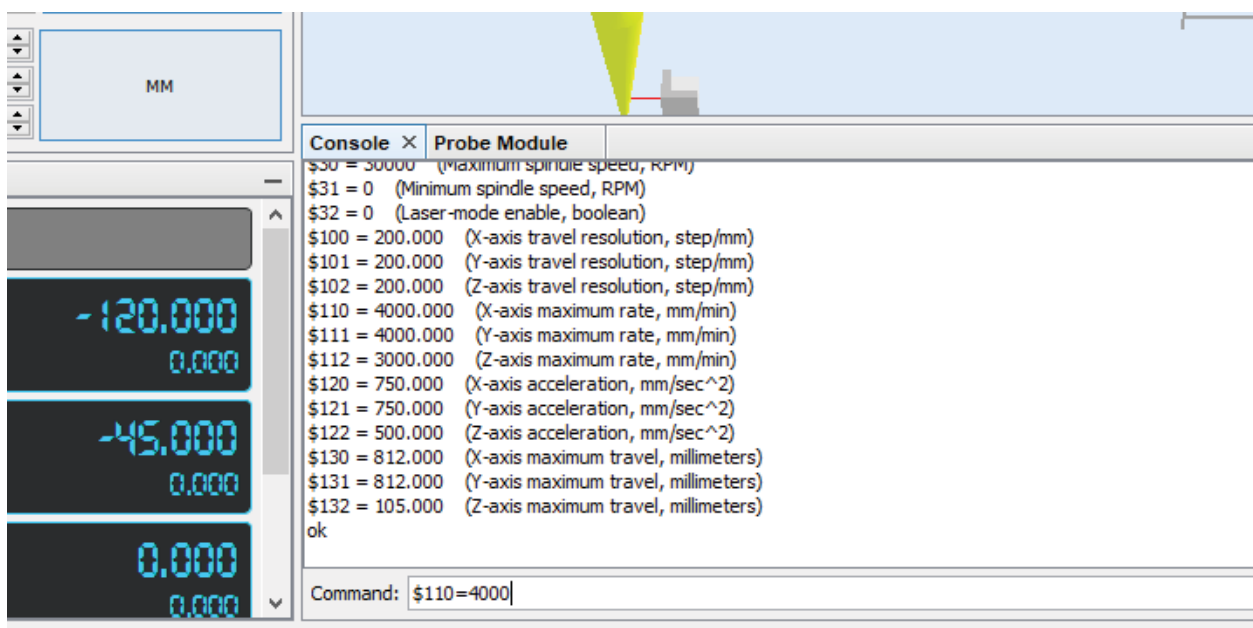 MM
Console × Probe Module
$30 = 30000 (Maximum spindle speed, RPM)
$31 = 0 (Minimum spindle speed, RPM)
$32 = 0 (Laser-mode enable, boolean)
$100 = 200.000 (X-axis travel resolution, step/mm)
$101 = 200.000 (Y-axis travel resolution, step/mm)
$102 = 200.000 (Z-axis travel resolution, step/mm)
$110 = 4000.000 (X-axis maximum rate, mm/min)
$111 = 4000.000 (Y-axis maximum rate, mm/min)
$112 = 3000.000 (Z-axis maximum rate, mm/min)
$120 = 750.000 (X-axis acceleration, mm/sec^2)
$121 = 750.000 (Y-axis acceleration, mm/sec^2)
$122 = 500.000 (Z-axis acceleration, mm/sec^2)
$130 = 812.000 (X-axis maximum travel, millimeters)
$131 = 812.000 (Y-axis maximum travel, millimeters)
$132 = 105.000 (Z-axis maximum travel, millimeters)
ok
Command: $110=4000
-120.000
0.000
-45.000
0.000
0.000
0.000